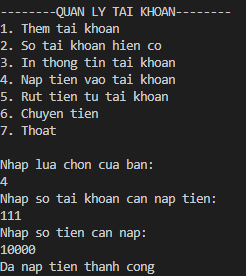 --------QUAN LY TAI KHOAN--------
1. Them tai khoan
2. So tai khoan hien co
3. In thong tin tai khoan
4. Nap tien vao tai khoan
5. Rut tien tu tai khoan
6. Chuyen tien
7. Thoat
Nhap lua chon cua ban:
4
Nhap so tai khoan can nap tien:
111
Nhap so tien can nap:
10000
Da nap tien thanh cong